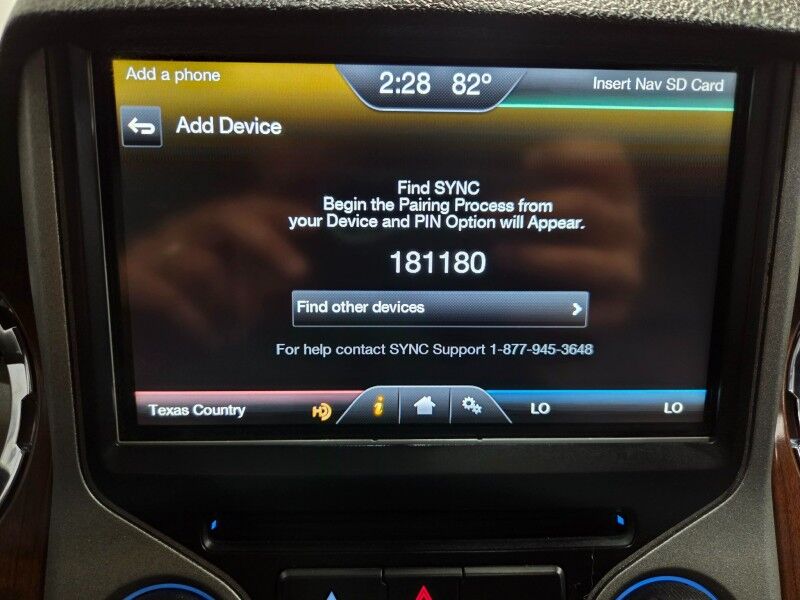 Add a phone
2:28 82°
Insert Nav SD Card
Add Device
Find SYNC
Begin the Pairing Process from
your Device and PIN Option will Appear.
181180
Find other devices
For help contact SYNC Support 1-877-945-3648
Texas Country HD i LO LO